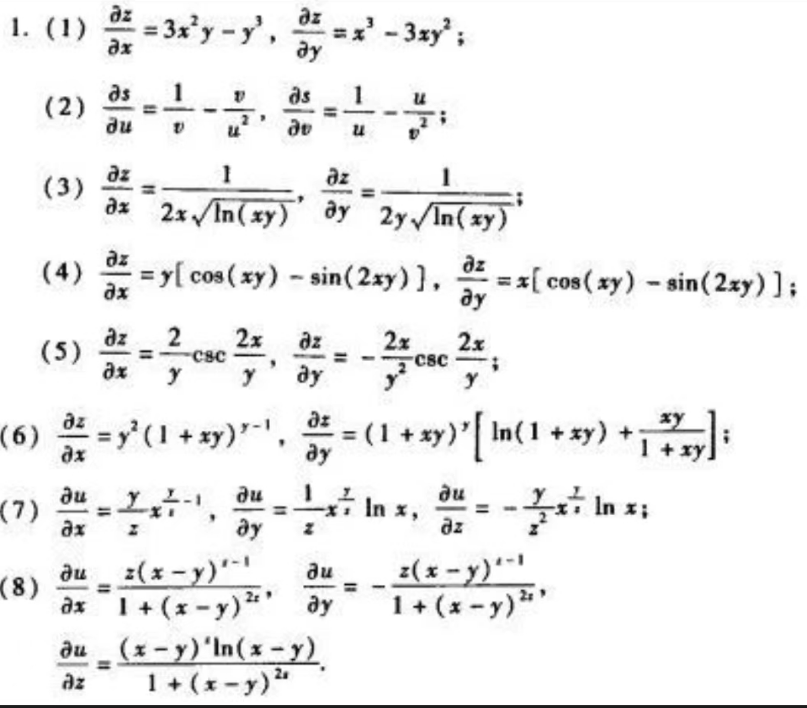 1. (1) ∂z/∂x = 3x²y − y³, ∂z/∂y = x³ − 3xy²;
(2) ∂s/∂u = 1/v − v/u², ∂s/∂v = 1/u − u/v²;
(3) ∂z/∂x = 1/(2x√(ln(xy))), ∂z/∂y = 1/(2y√(ln(xy)));
(4) ∂z/∂x = y[cos(xy) − sin(2xy)], ∂z/∂y = x[cos(xy) − sin(2xy)];
(5) ∂z/∂x = (2/y) csc (2x/y), ∂z/∂y = −(2x/y²) csc (2x/y);
(6) ∂z/∂x = y²(1 + xy)^(y−1), ∂z/∂y = (1 + xy)^y [ln(1 + xy) + xy/(1 + xy)];
(7) ∂u/∂x = (y/z) x^(y/z − 1), ∂u/∂y = (1/z) x^(y/z) ln x, ∂u/∂z = −(y/z²) x^(y/z) ln x;
(8) ∂u/∂x = z(x − y)^(z−1)/(1 + (x − y)^(2z)), ∂u/∂y = −z(x − y)^(z−1)/(1 + (x − y)^(2z)),
∂u/∂z = (x − y)^z ln(x − y)/(1 + (x − y)^(2z)).